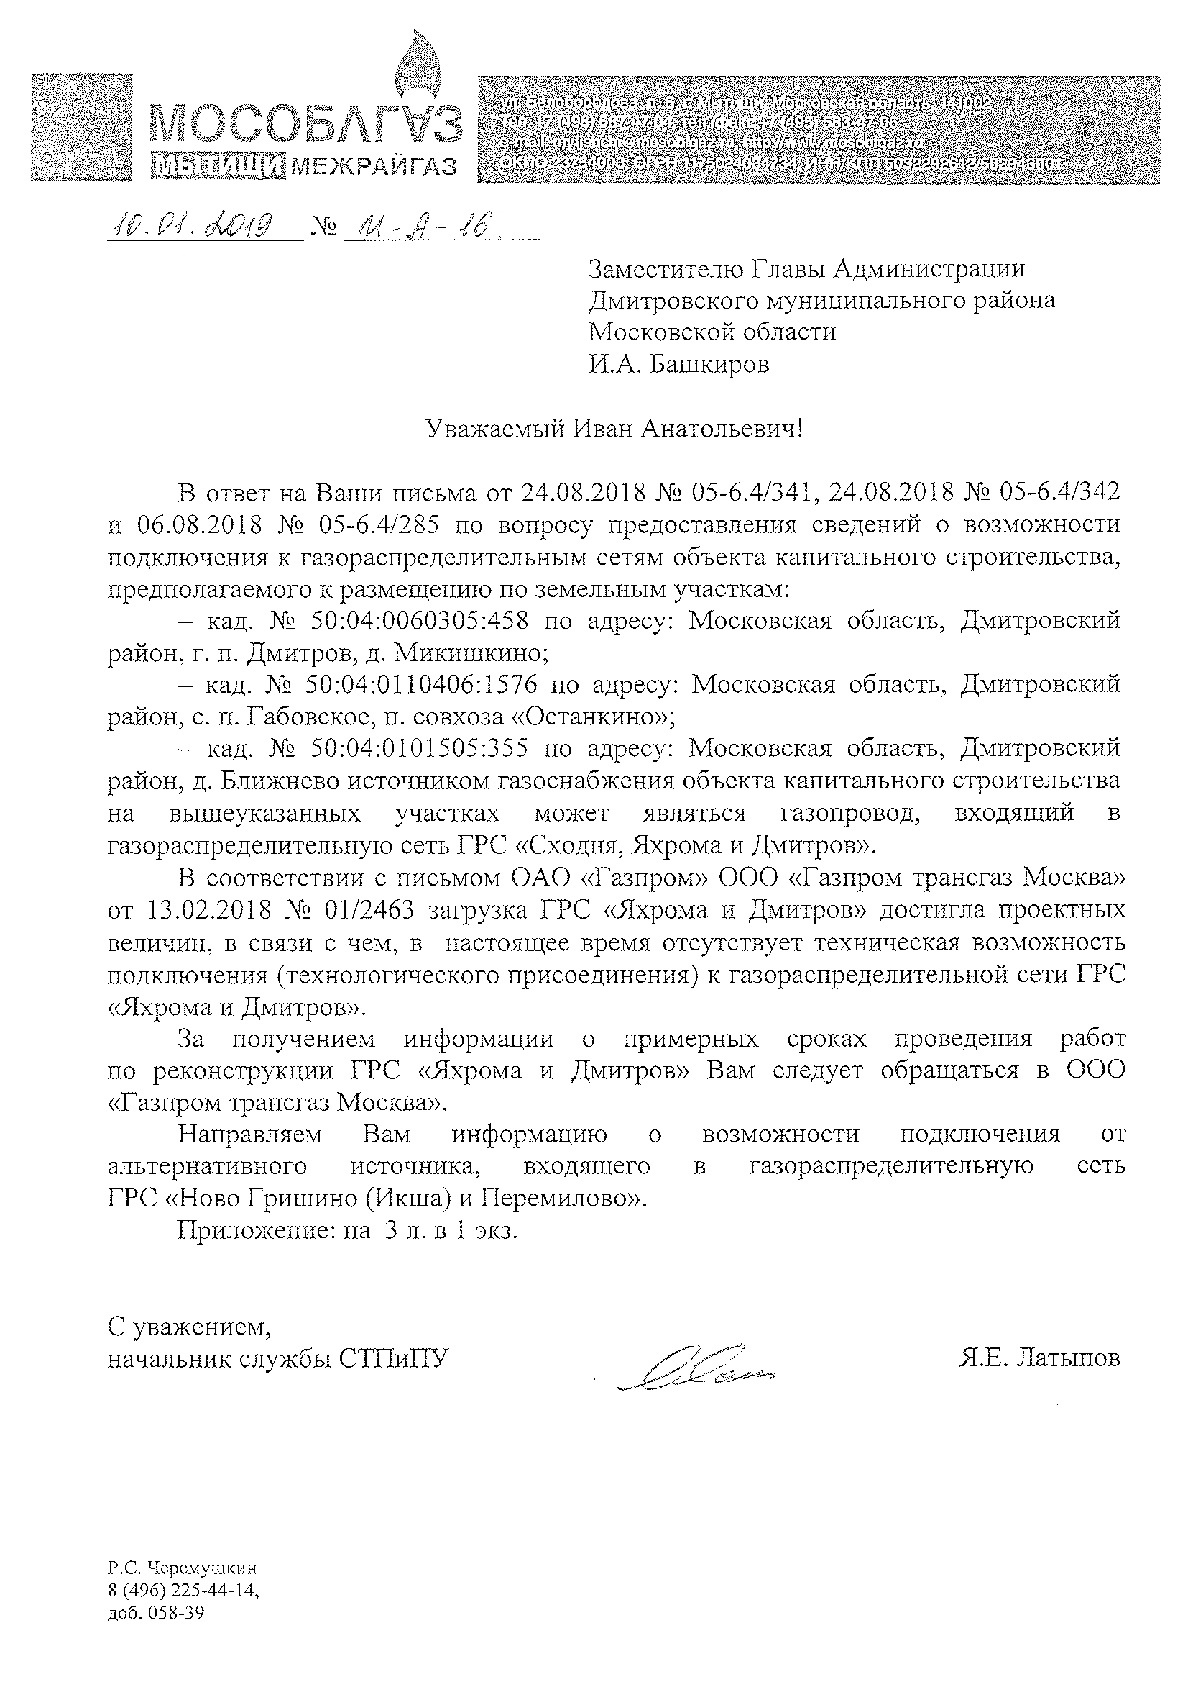 МОСОБЛГАЗ
МЫТИЩИ МЕЖРАЙГАЗ
10.01.2019 № М-Д-16
Заместителю Главы Администрации
Дмитровского муниципального района
Московской области
И.А. Башкиров
Уважаемый Иван Анатольевич!
В ответ на Ваши письма от 24.08.2018 № 05-6.4/341, 24.08.2018 № 05-6.4/342
и 06.08.2018 № 05-6.4/285 по вопросу предоставления сведений о возможности
подключения к газораспределительным сетям объекта капитального строительства,
предполагаемого к размещению по земельным участкам:
– кад. № 50:04:0060305:458 по адресу: Московская область, Дмитровский
район, г. п. Дмитров, д. Микишкино;
– кад. № 50:04:0110406:1576 по адресу: Московская область, Дмитровский
район, с. п. Габовское, п. совхоза «Останкино»;
– кад. № 50:04:0101505:355 по адресу: Московская область, Дмитровский
район, д. Ближнево источником газоснабжения объекта капитального строительства
на вышеуказанных участках может являться газопровод, входящий в
газораспределительную сеть ГРС «Сходня, Яхрома и Дмитров».
В соответствии с письмом ОАО «Газпром» ООО «Газпром трансгаз Москва»
от 13.02.2018 № 01/2463 загрузка ГРС «Яхрома и Дмитров» достигла проектных
величин, в связи с чем, в настоящее время отсутствует техническая возможность
подключения (технологического присоединения) к газораспределительной сети ГРС
«Яхрома и Дмитров».
За получением информации о примерных сроках проведения работ
по реконструкции ГРС «Яхрома и Дмитров» Вам следует обращаться в ООО
«Газпром трансгаз Москва».
Направляем Вам информацию о возможности подключения от
альтернативного источника, входящего в газораспределительную сеть
ГРС «Ново Гришино (Икша) и Перемилово».
Приложение: на 3 л. в 1 экз.
С уважением,
начальник службы СТПиПУ Я.Е. Латыпов
Р.С. Черемушкин
8 (496) 225-44-14,
доб. 058-39